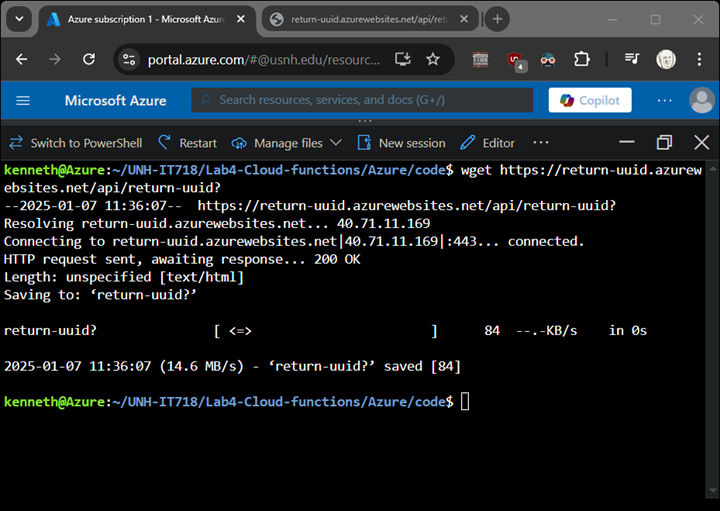 Azure subscription 1 - Microsoft Azur
return-uuid.azurewebsites.net/api/ret
portal.azure.com/#@usnh.edu/resourc...
4
Microsoft Azure
Search resources, services, and docs (G+/)
Copilot
Switch to PowerShell
Restart
Manage files
New session
Editor
kenneth@Azure:~/UNH-IT718/Lab4-Cloud-functions/Azure/code$ wget https://return-uuid.azurew
ebsites.net/api/return-uuid?
--2025-01-07 11:36:07-- https://return-uuid.azurewebsites.net/api/return-uuid?
Resolving return-uuid.azurewebsites.net... 40.71.11.169
Connecting to return-uuid.azurewebsites.net|40.71.11.169|:443... connected.
HTTP request sent, awaiting response... 200 OK
Length: unspecified [text/html]
Saving to: ‘return-uuid?’
return-uuid? [ <=> ] 84 --.-KB/s in 0s
2025-01-07 11:36:07 (14.6 MB/s) - ‘return-uuid?’ saved [84]
kenneth@Azure:~/UNH-IT718/Lab4-Cloud-functions/Azure/code$